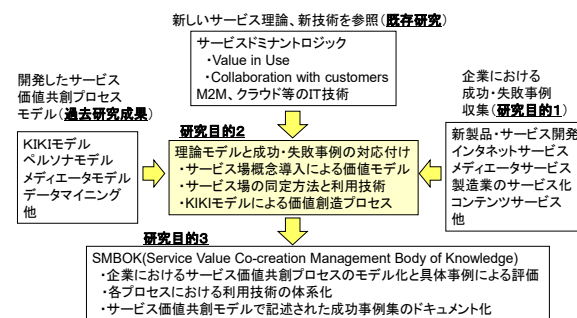 新しいサービス理論、新技術を参照(既存研究)
サービスドミナントロジック
・Value in Use
・Collaboration with customers
M2M、クラウド等のIT技術
開発したサービス
価値共創プロセス
モデル(過去研究成果)
KIKIモデル
ペルソナモデル
メディエータモデル
データマイニング
他
研究目的2
理論モデルと成功・失敗事例の対応付け
・サービス場概念導入による価値モデル
・サービス場の同定方法と利用技術
・KIKIモデルによる価値創造プロセス
企業における
成功・失敗事例
収集(研究目的1)
新製品・サービス開発
インタネットサービス
メディエータサービス
製造業のサービス化
コンテンツサービス
他
研究目的3
SMBOK(Service Value Co-creation Management Body of Knowledge)
・企業におけるサービス価値共創プロセスのモデル化と具体事例による評価
・各プロセスにおける利用技術の体系化
・サービス価値共創モデルで記述された成功事例集のドキュメント化